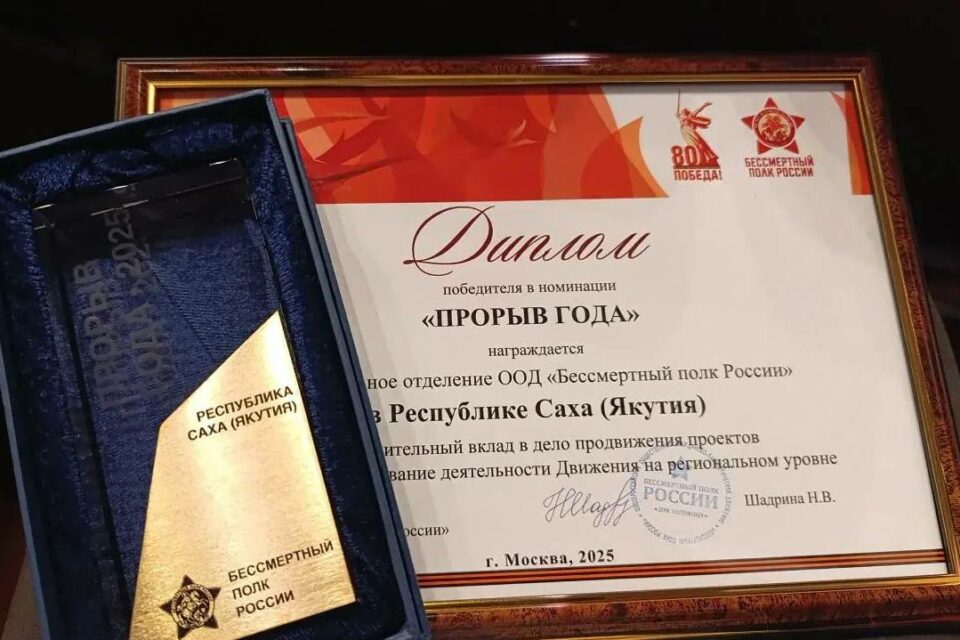 ПРОРЫВ
ГОДА 2025
РЕСПУБЛИКА
САХА (ЯКУТИЯ)
БЕССМЕРТНЫЙ
ПОЛК
РОССИИ
80
ПОБЕДА!
БЕССМЕРТНЫЙ
ПОЛК РОССИИ
Диплом
победителя в номинации
«ПРОРЫВ ГОДА»
награждается
ное отделение ООД «Бессмертный полк России»
в Республике Саха (Якутия)
ительный вклад в дело продвижения проектов
вание деятельности Движения на региональном уровне
БЕССМЕРТНЫЙ ПОЛК
РОССИИ
Шадрина Н.В.
оссии»
г. Москва, 2025